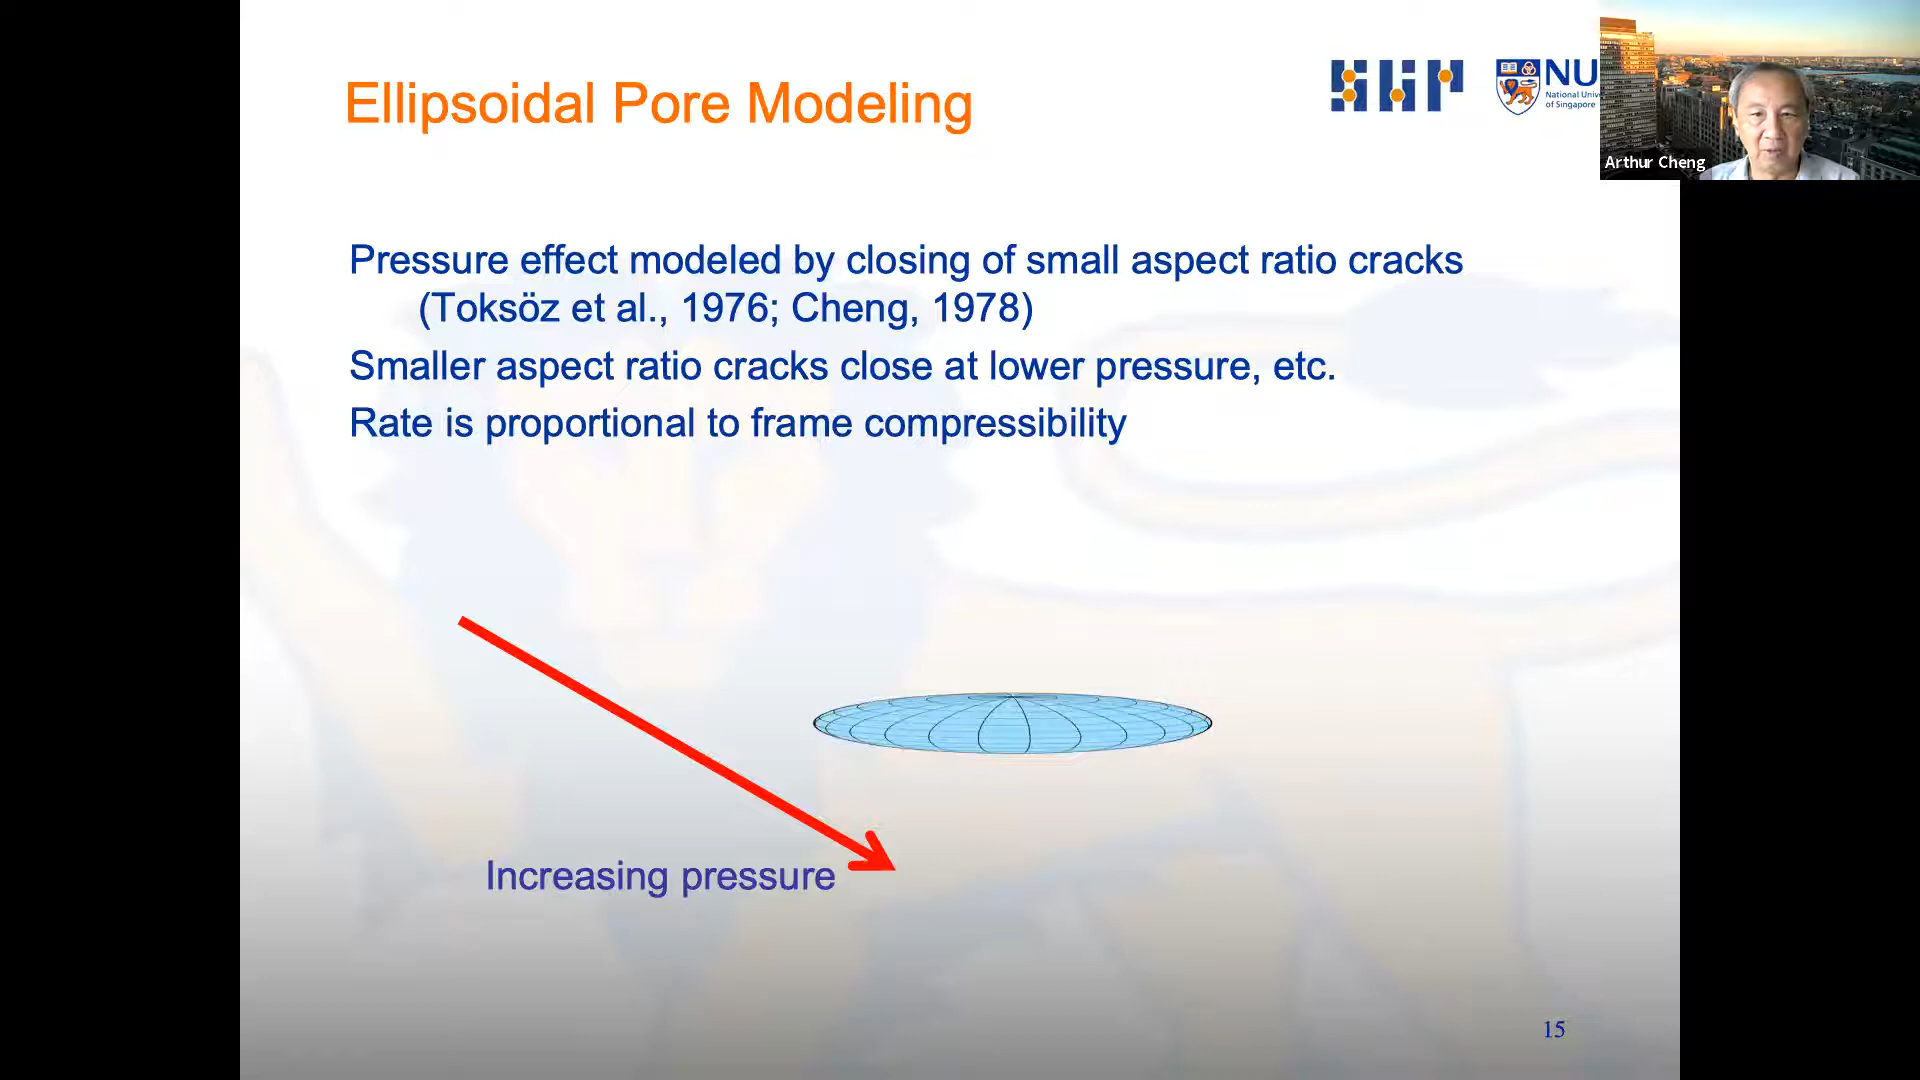 Ellipsoidal Pore Modeling
SGP
NU
National Unive
of Singapore
Arthur Cheng
Pressure effect modeled by closing of small aspect ratio cracks
(Toksöz et al., 1976; Cheng, 1978)
Smaller aspect ratio cracks close at lower pressure, etc.
Rate is proportional to frame compressibility
Increasing pressure
15